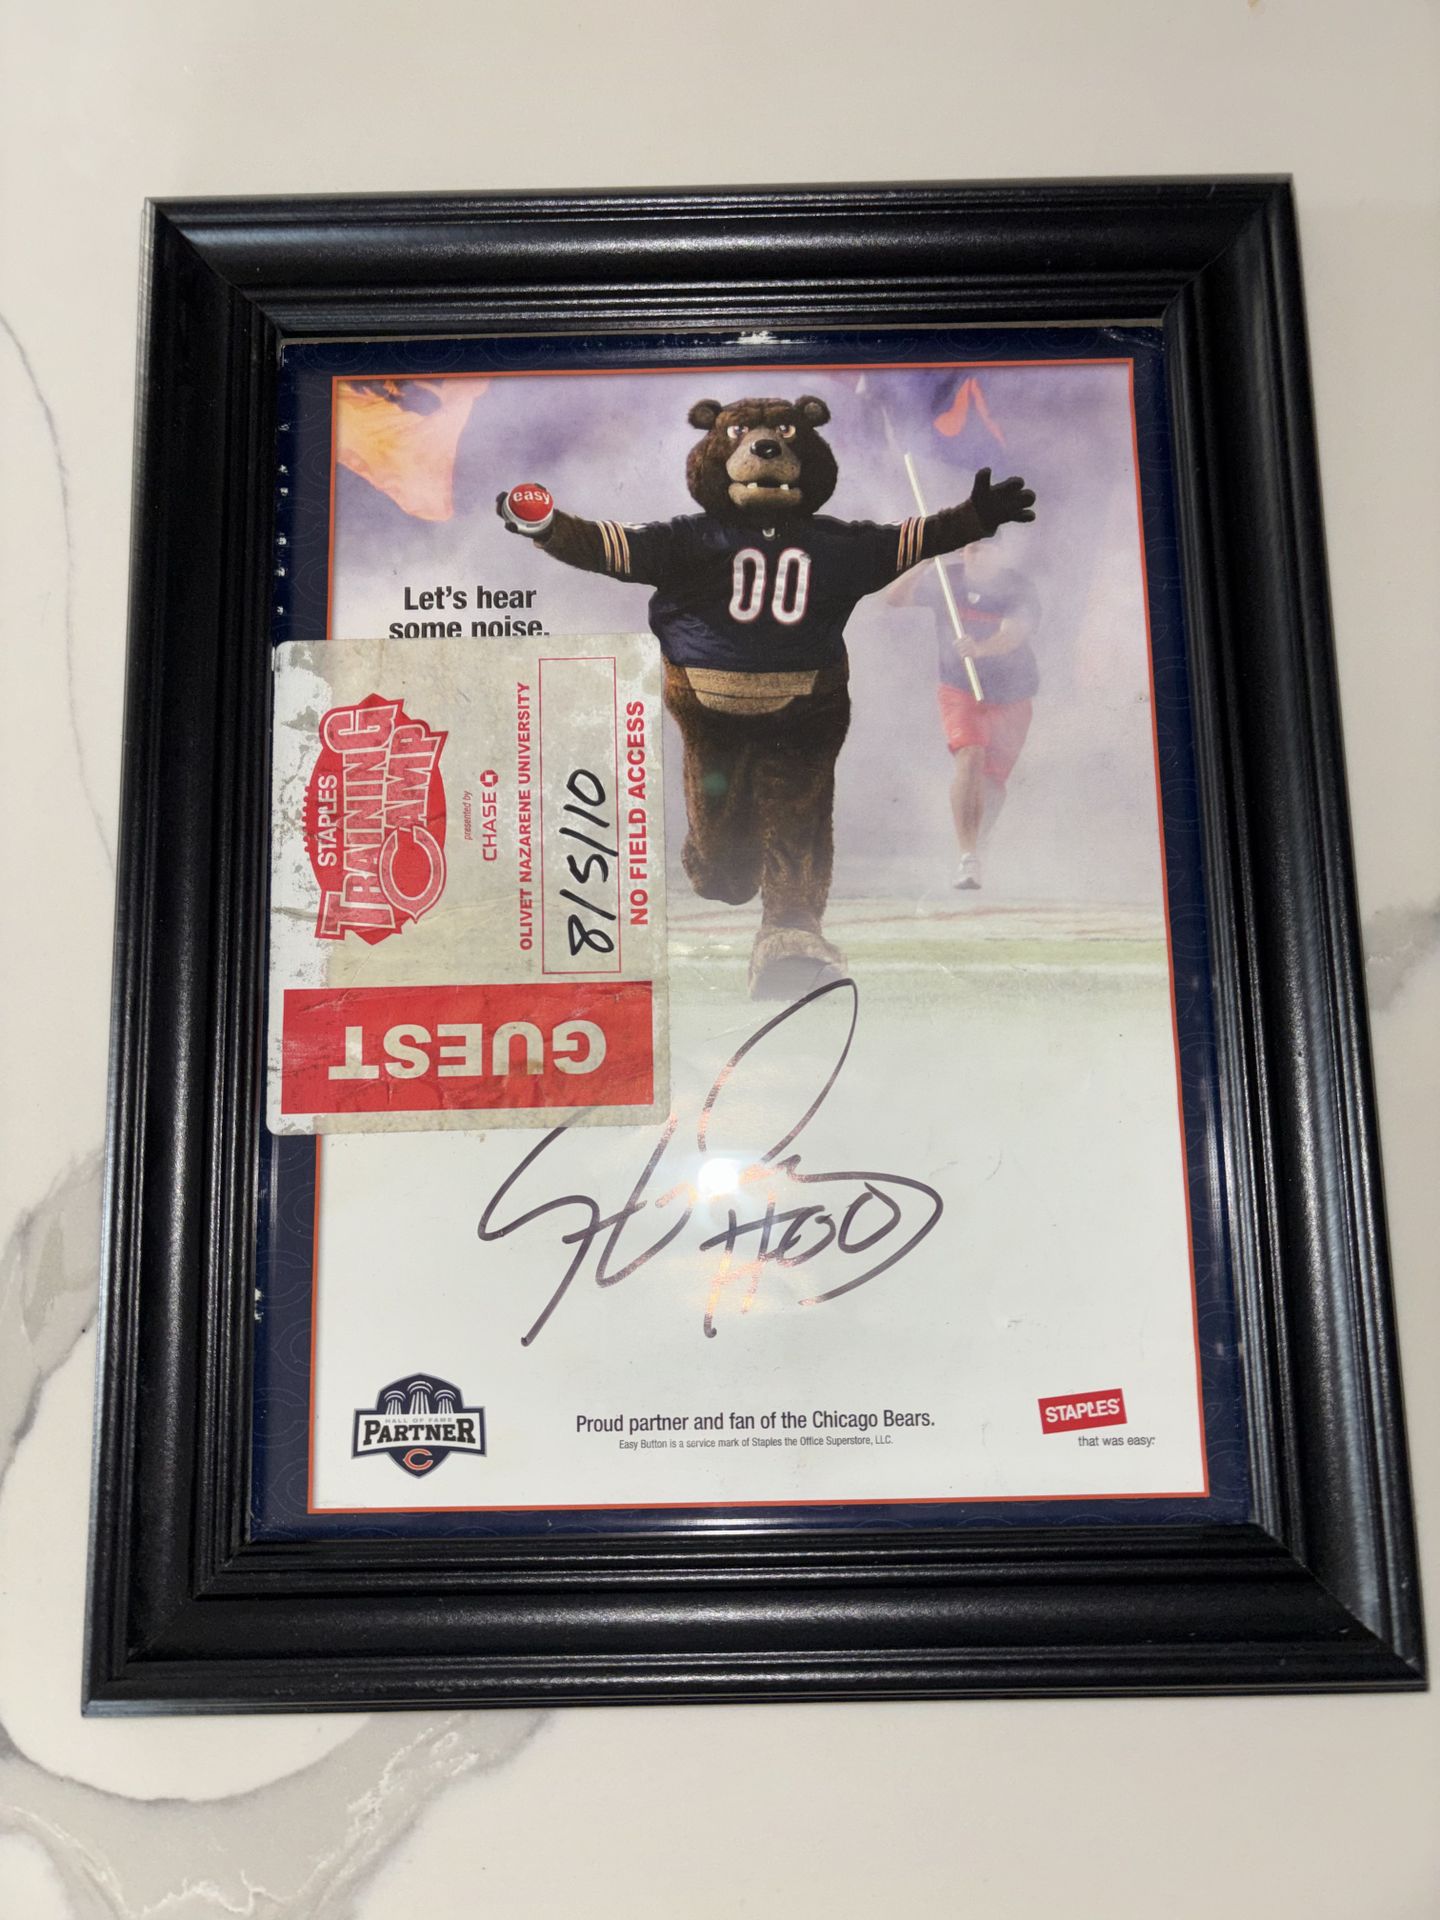 easy
00
Let's hear
some noise.
STAPLES
TRAINING
CAMP
presented by
CHASE
OLIVET NAZARENE UNIVERSITY
8/5/10
NO FIELD ACCESS
GUEST
#00
HALL OF FAME
PARTNER
C
Proud partner and fan of the Chicago Bears.
Easy Button is a service mark of Staples the Office Superstore, LLC.
STAPLES
that was easy.